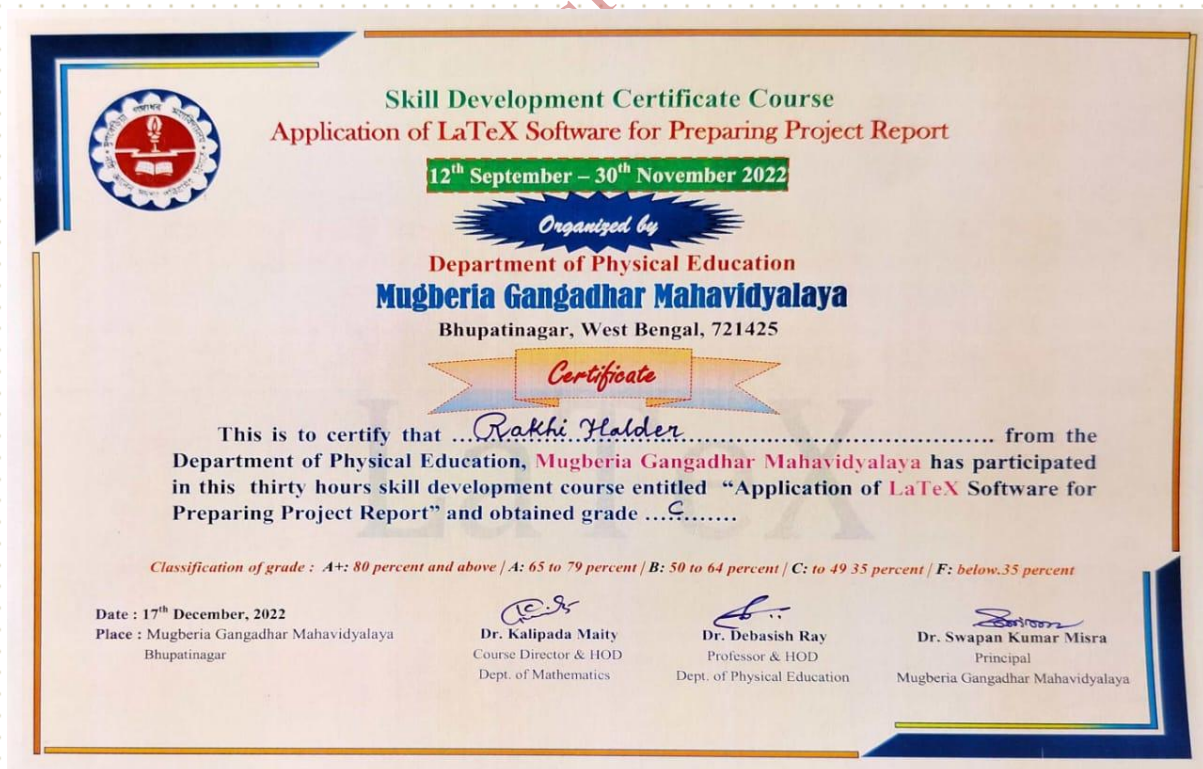 Skill Development Certificate Course
Application of LaTeX Software for Preparing Project Report
12th September – 30th November 2022
Organized by
Department of Physical Education
Mugberia Gangadhar Mahavidyalaya
Bhupatinagar, West Bengal, 721425
Certificate
This is to certify that ...Rakhi Halder.......................................................... from the
Department of Physical Education, Mugberia Gangadhar Mahavidyalaya has participated
in this thirty hours skill development course entitled “Application of LaTeX Software for
Preparing Project Report” and obtained grade ....C.........
LaTeX
Classification of grade : A+: 80 percent and above / A: 65 to 79 percent / B: 50 to 64 percent / C: to 49 35 percent / F: below.35 percent
Date : 17th December, 2022
Place : Mugberia Gangadhar Mahavidyalaya
Bhupatinagar
Dr. Kalipada Maity
Course Director & HOD
Dept. of Mathematics
Dr. Debasish Ray
Professor & HOD
Dept. of Physical Education
Dr. Swapan Kumar Misra
Principal
Mugberia Gangadhar Mahavidyalaya